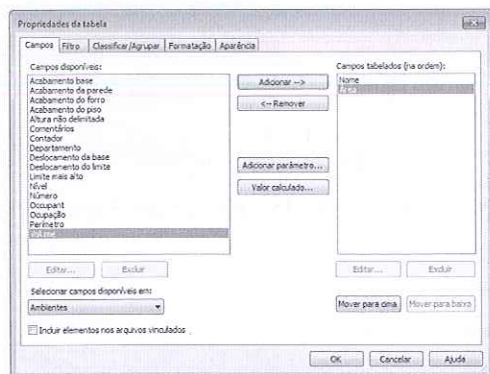 Propriedades da tabela
Campos Filtro Classificar/Agrupar Formatação Aparência
Campos disponíveis:
Acabamento base
Acabamento da parede
Acabamento do forro
Acabamento do piso
Altura não delimitada
Comentários
Contador
Departamento
Deslocamento da base
Deslocamento do limite
Limite mais alto
Nível
Número
Occupant
Ocupação
Perímetro
Volume
Adicionar -->
<-- Remover
Adicionar parâmetro...
Valor calculado...
Campos tabelados (na ordem):
Nome
Área
Editar... Excluir
Editar... Excluir
Selecionar campos disponíveis em:
Ambientes
Mover para cima Mover para baixo
Incluir elementos nos arquivos vinculados
OK Cancelar Ajuda